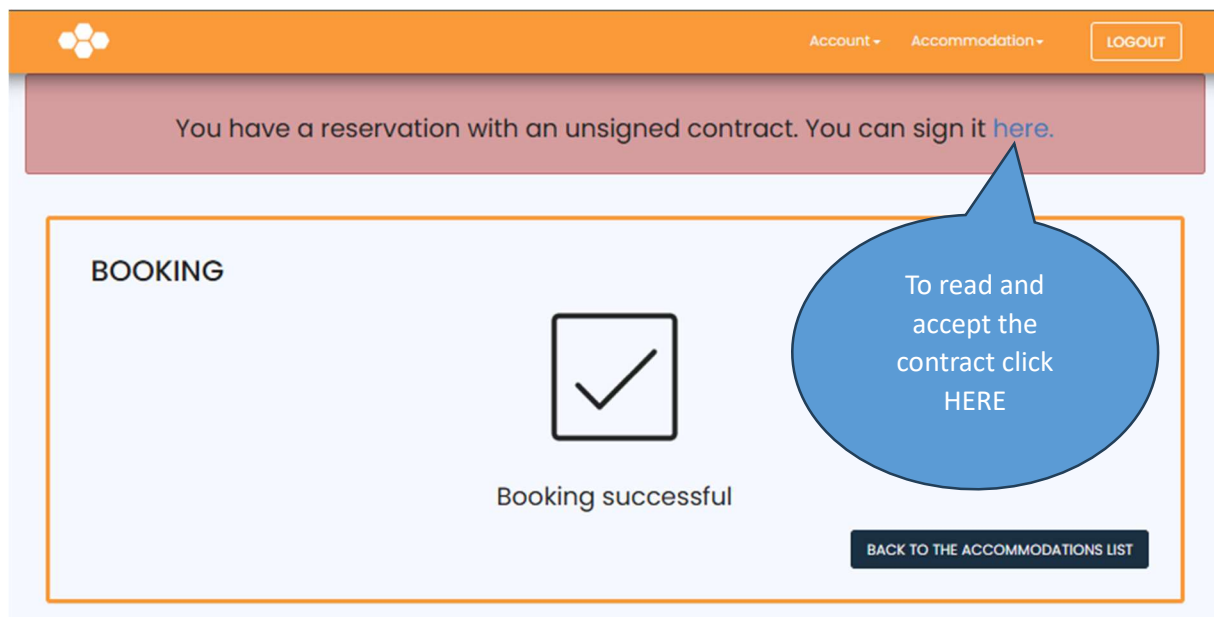 Account
Accommodation
LOGOUT
You have a reservation with an unsigned contract. You can sign it here.
BOOKING
To read and
accept the
contract click
HERE
Booking successful
BACK TO THE ACCOMMODATIONS LIST